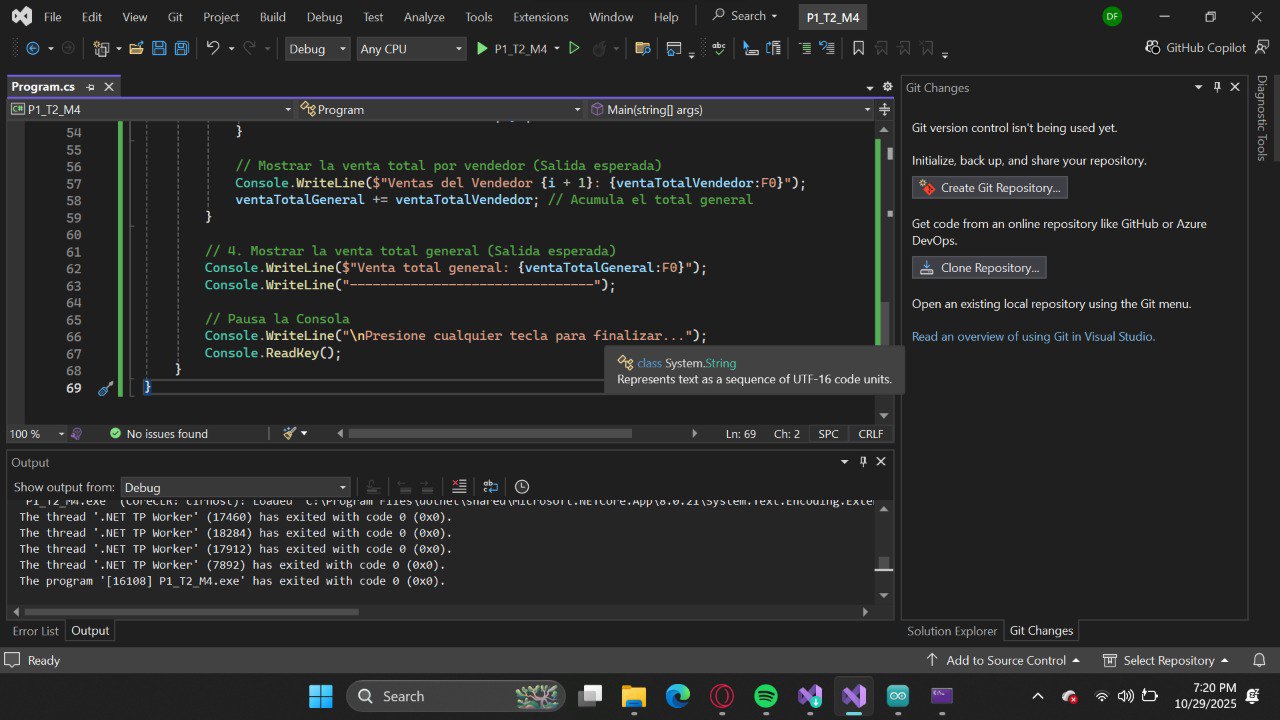 File Edit View Git Project Build Debug Test Analyze Tools Extensions Window Help Search P1_T2_M4 DF
Debug Any CPU P1_T2_M4 GitHub Copilot
Program.cs
P1_T2_M4 Program Main(string[] args)
54 }
55
56 // Mostrar la venta total por vendedor (Salida esperada)
57 Console.WriteLine($"Ventas del Vendedor {i + 1}: {ventaTotalVendedor:F0}");
58 ventaTotalGeneral += ventaTotalVendedor; // Acumula el total general
59 }
60
61 // 4. Mostrar la venta total general (Salida esperada)
62 Console.WriteLine($"Venta total general: {ventaTotalGeneral:F0}");
63 Console.WriteLine("--------------------------------");
64
65 // Pausa la Consola
66 Console.WriteLine("\nPresione cualquier tecla para finalizar...");
67 Console.ReadKey();
68 }
69 }
class System.String
Represents text as a sequence of UTF-16 code units.
100 % No issues found Ln: 69 Ch: 2 SPC CRLF
Output
Show output from: Debug
'P1_T2_M4.exe' (CoreCLR: clrhost): Loaded 'C:\Program Files\dotnet\shared\Microsoft.NETCore.App\8.0.21\System.Text.Encoding.Exte
The thread '.NET TP Worker' (17460) has exited with code 0 (0x0).
The thread '.NET TP Worker' (18284) has exited with code 0 (0x0).
The thread '.NET TP Worker' (17912) has exited with code 0 (0x0).
The thread '.NET TP Worker' (7892) has exited with code 0 (0x0).
The program '[16108] P1_T2_M4.exe' has exited with code 0 (0x0).
Error List Output
Git Changes
Git version control isn't being used yet.
Initialize, back up, and share your repository.
Create Git Repository...
Get code from an online repository like GitHub or Azure
DevOps.
Clone Repository...
Open an existing local repository using the Git menu.
Read an overview of using Git in Visual Studio.
Solution Explorer Git Changes
Diagnostic Tools
Ready Add to Source Control Select Repository
Search
7:20 PM
10/29/2025